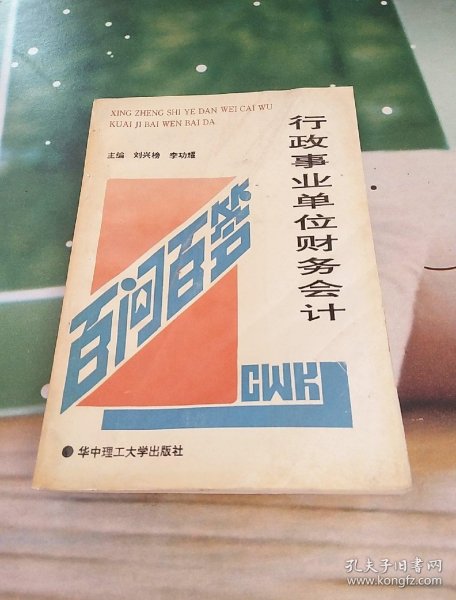 XING ZHENG SHI YE DAN WEI CAI WU
KUAI JI BAI WEN BAI DA
主编 刘兴榜 李功耀
行政事业单位财务会计
百问百答
CWK
华中理工大学出版社
孔夫子旧书网
www.kongfz.com